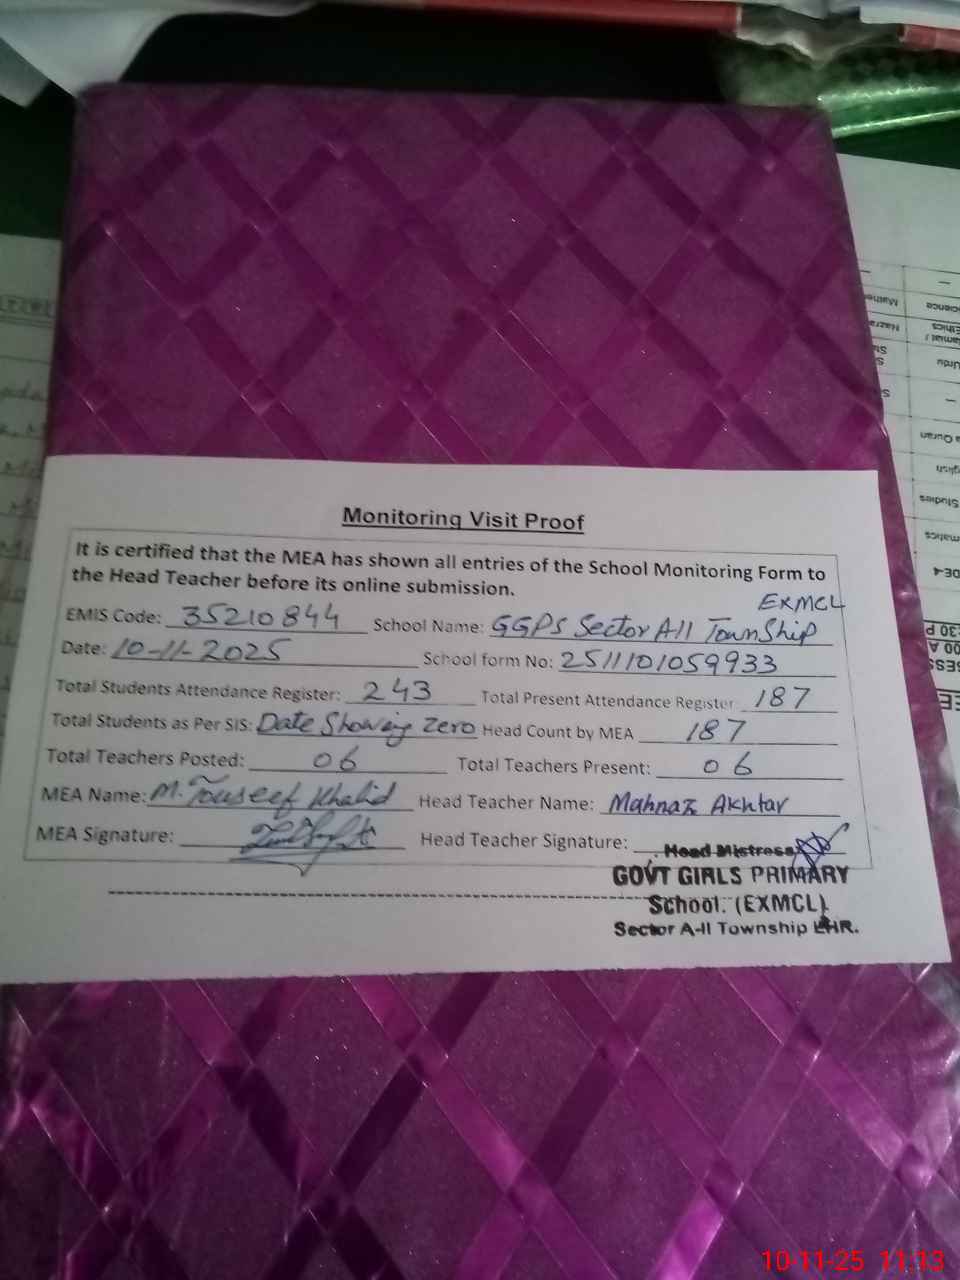 Monitoring Visit Proof
It is certified that the MEA has shown all entries of the School Monitoring Form to
the Head Teacher before its online submission.
EXMCL
EMIS Code: 35210844 School Name: GGPS Sector AII TownShip
Date: 10-11-2025 School form No: 2511101059933
Total Students Attendance Register: 243 Total Present Attendance Register 187
Total Students as Per SIS: Date Showing Zero Head Count by MEA 187
Total Teachers Posted: 06 Total Teachers Present: 06
MEA Name: M. Touseef Khalid Head Teacher Name: Mahnaz Akhtar
MEA Signature: Head Teacher Signature:
Head Mistress
GOVT GIRLS PRIMARY
School. (EXMCL)
Sector A-II Township LHR.
Science
Urdu
Studies
10-11-25 11:13